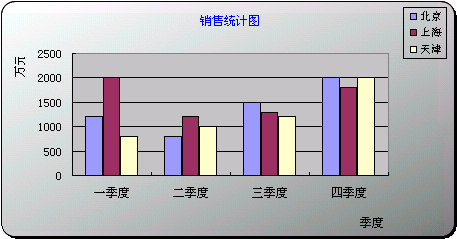 销售统计图
北京
上海
天津
万元
2500
2000
1500
1000
500
0
一季度 二季度 三季度 四季度
季度